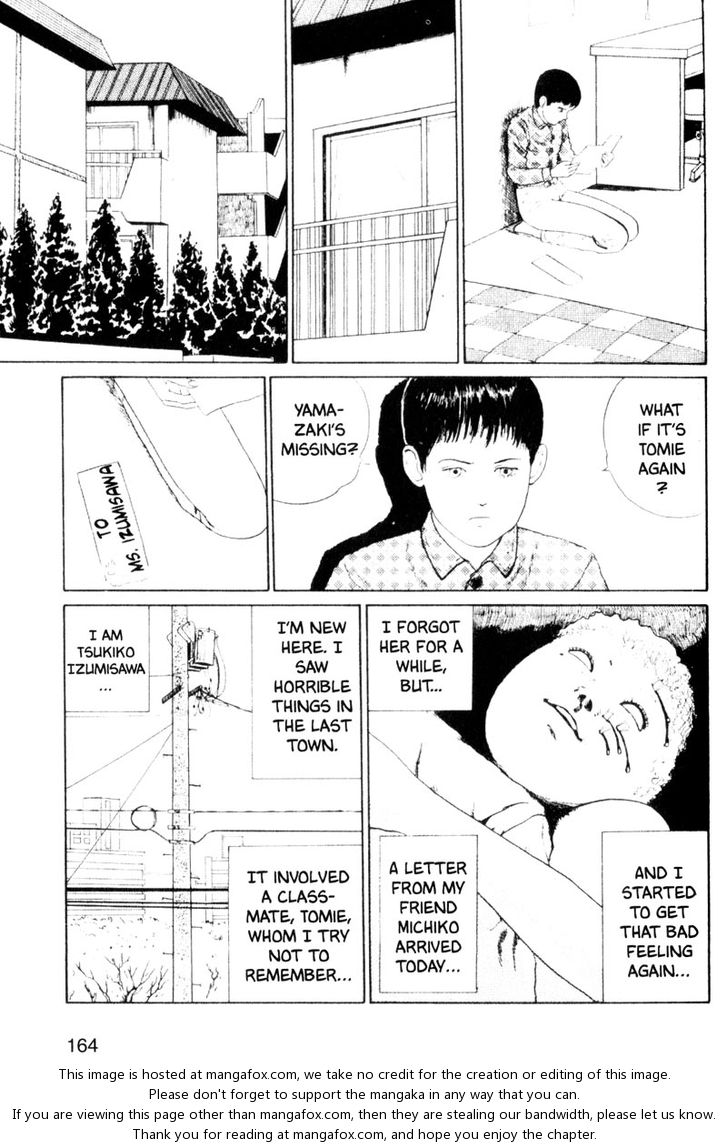 TO
MS. IZUMISAWA
YAMA-
ZAKI'S
MISSING?
WHAT
IF IT'S
TOMIE
AGAIN
?
I AM
TSUKIKO
IZUMISAWA
...
I'M NEW
HERE. I
SAW
HORRIBLE
THINGS IN
THE LAST
TOWN.
IT INVOLVED
A CLASS-
MATE, TOMIE,
WHOM I TRY
NOT TO
REMEMBER...
I FORGOT
HER FOR A
WHILE,
BUT...
A LETTER
FROM MY
FRIEND
MICHIKO
ARRIVED
TODAY...
AND I
STARTED
TO GET
THAT BAD
FEELING
AGAIN...
164
This image is hosted at mangafox.com, we take no credit for the creation or editing of this image.
Please don't forget to support the mangaka in any way that you can.
If you are viewing this page other than mangafox.com, then they are stealing our bandwidth, please let us know.
Thank you for reading at mangafox.com, and hope you enjoy the chapter.